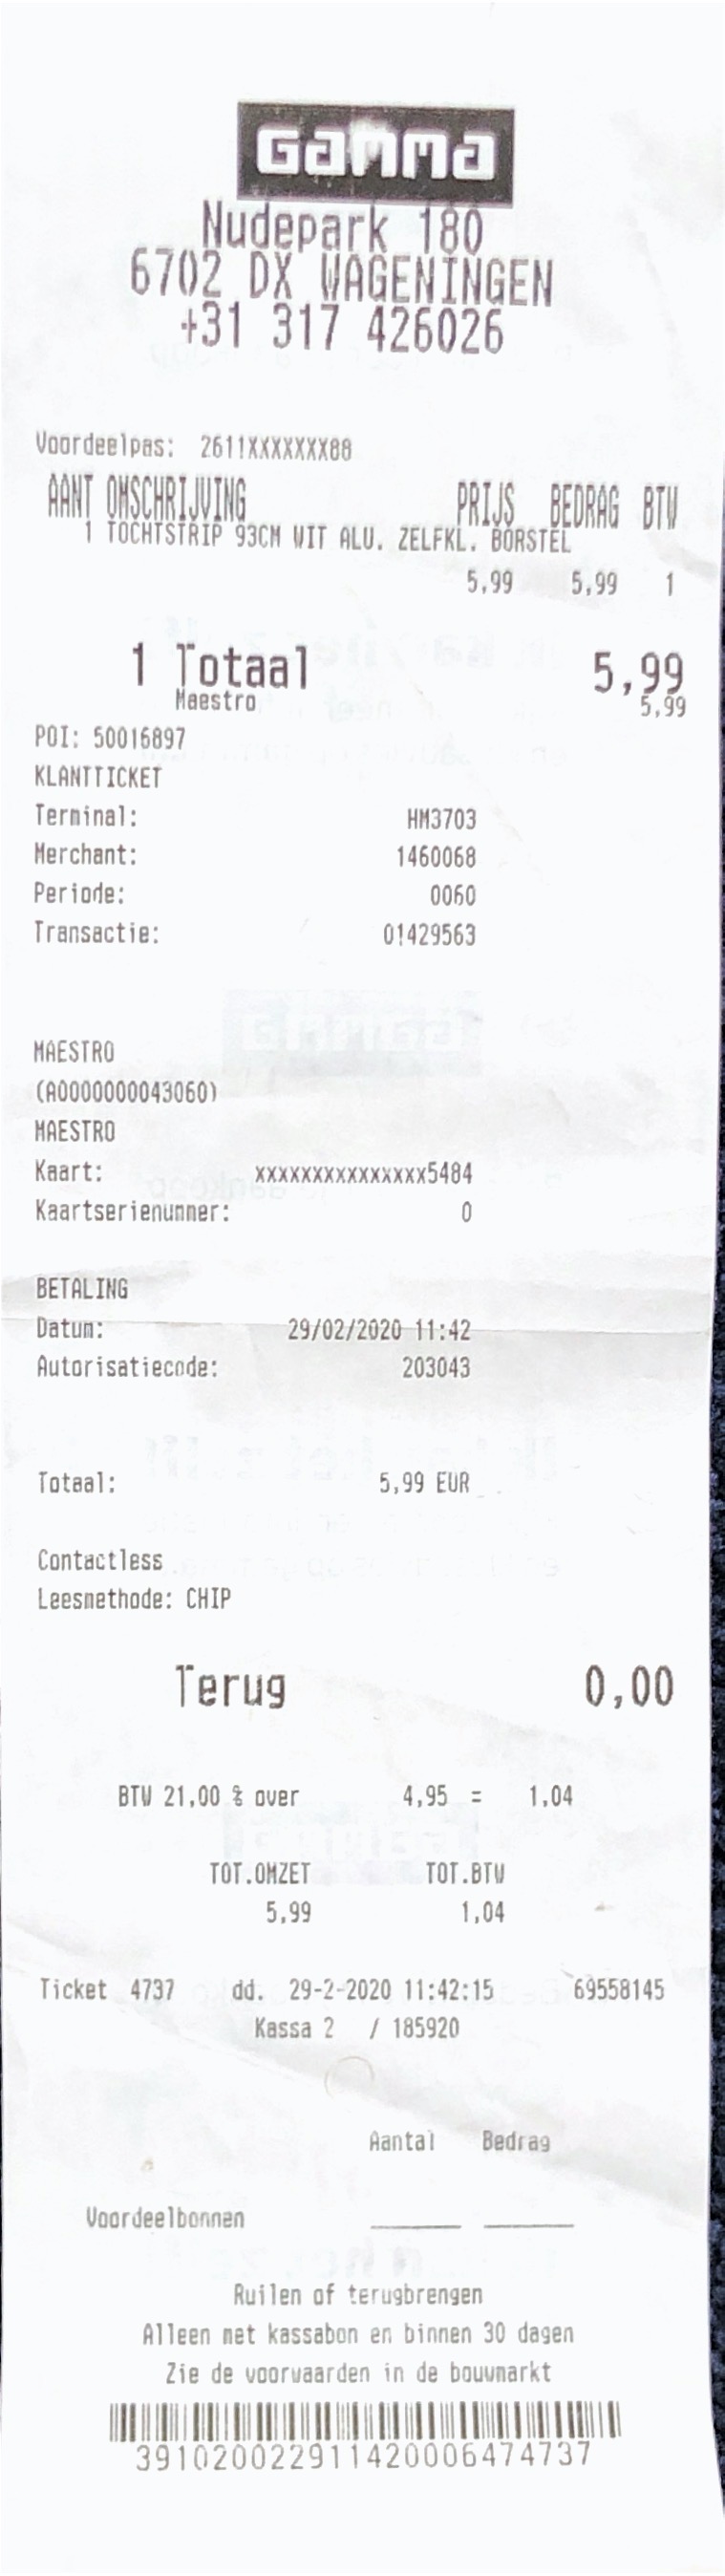 GAMMA
Nudepark 180
6702 DX WAGENINGEN
+31 317 426026
Voordeelpas: 2611XXXXXXX88
AANT OMSCHRIJVING PRIJS BEDRAG BTW
1 TOCHTSTRIP 93CM WIT ALU. ZELFKL. BORSTEL
5,99 5,99 1
1 Totaal 5,99
Maestro 5,99
POI: 50016897
KLANTTICKET
Terminal: HM3703
Merchant: 1460068
Periode: 0060
Transactie: 01429563
MAESTRO
(A0000000043060)
MAESTRO
Kaart: xxxxxxxxxxxxxxx5484
Kaartserienummer: 0
BETALING
Datum: 29/02/2020 11:42
Autorisatiecode: 203043
Totaal: 5,99 EUR
Contactless
Leesmethode: CHIP
Terug 0,00
BTW 21,00 % over 4,95 = 1,04
TOT.OMZET TOT.BTW
5,99 1,04
Ticket 4737 dd. 29-2-2020 11:42:15 69558145
Kassa 2 / 185920
Aantal Bedrag
Voordeelbonnen
Ruilen of terugbrengen
Alleen met kassabon en binnen 30 dagen
Zie de voorwaarden in de bouwmarkt
391020022911420006474737